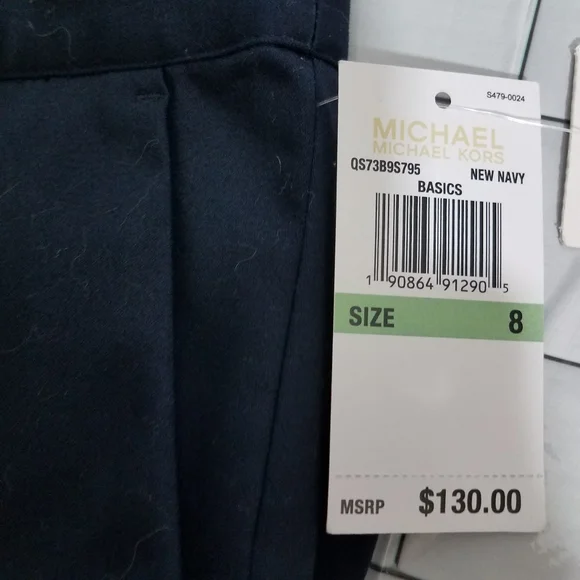 S479-0024
MICHAEL
MICHAEL KORS
QS73B9S795 NEW NAVY
BASICS
1 90864 91290 5
SIZE 8
MSRP $130.00